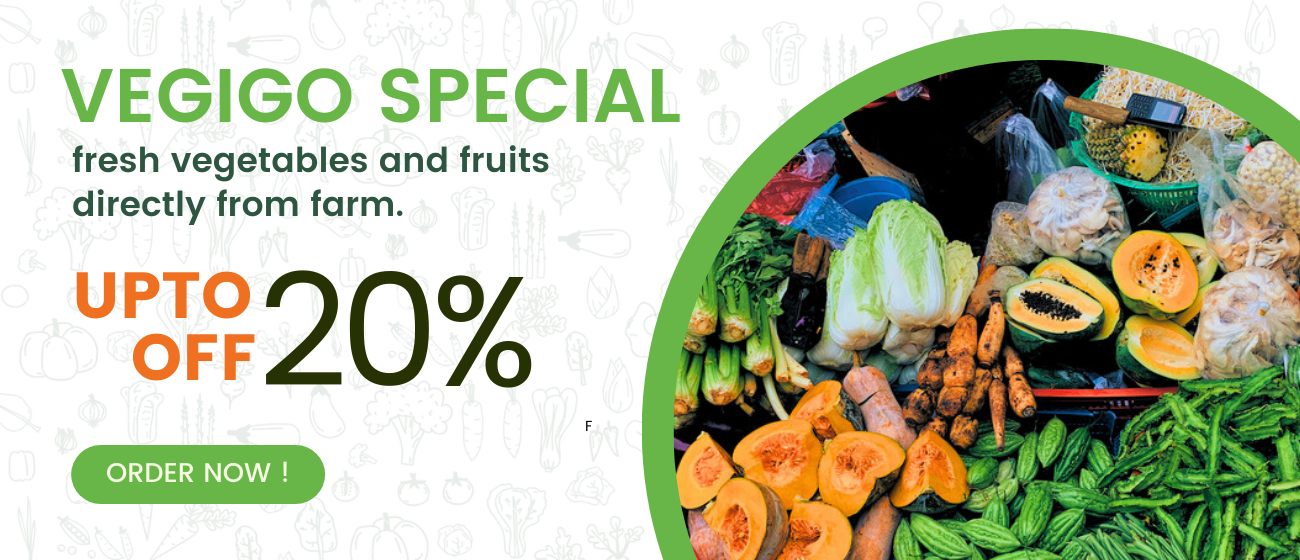 VEGIGO SPECIAL
fresh vegetables and fruits
directly from farm.
UPTO
OFF
20%
F
ORDER NOW !